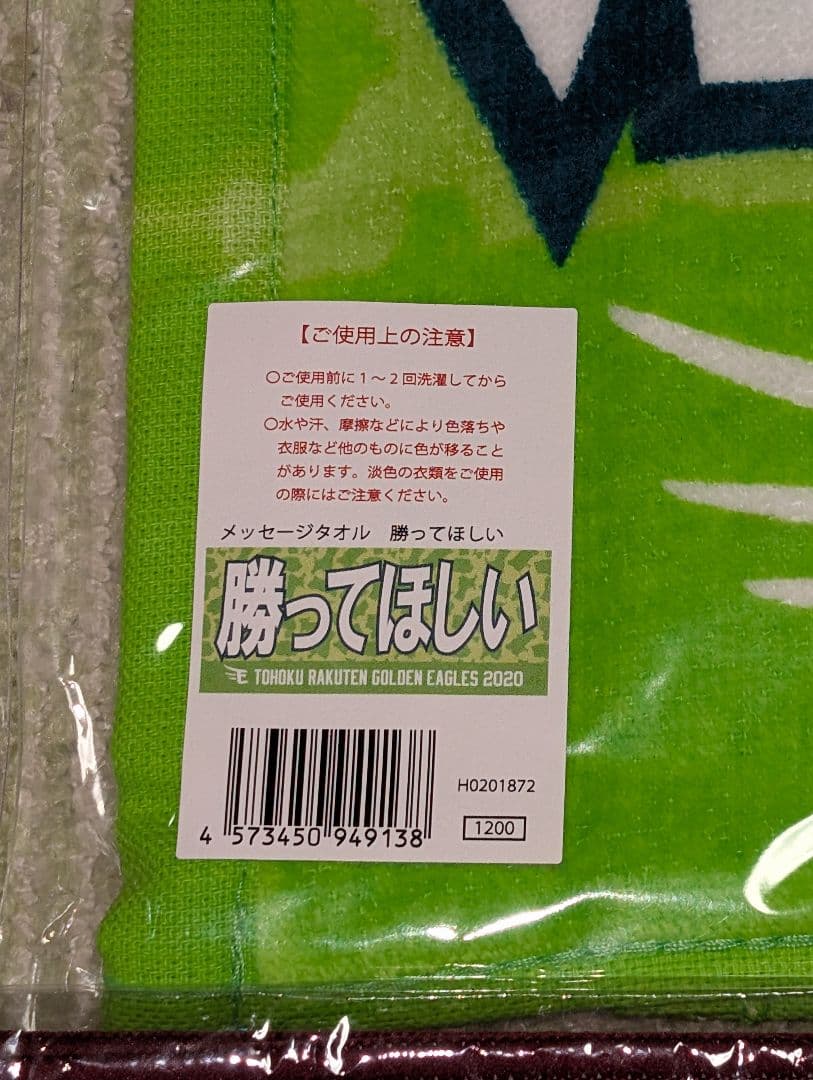 【ご使用上の注意】
〇ご使用前に１～２回洗濯してから
ご使用ください。
〇水や汗、摩擦などにより色落ちや
衣服など他のものに色が移ること
があります。淡色の衣類をご使用
の際にはご注意ください。
メッセージタオル　勝ってほしい
勝ってほしい
E TOHOKU RAKUTEN GOLDEN EAGLES 2020
H0201872
1200
4 573450 949138